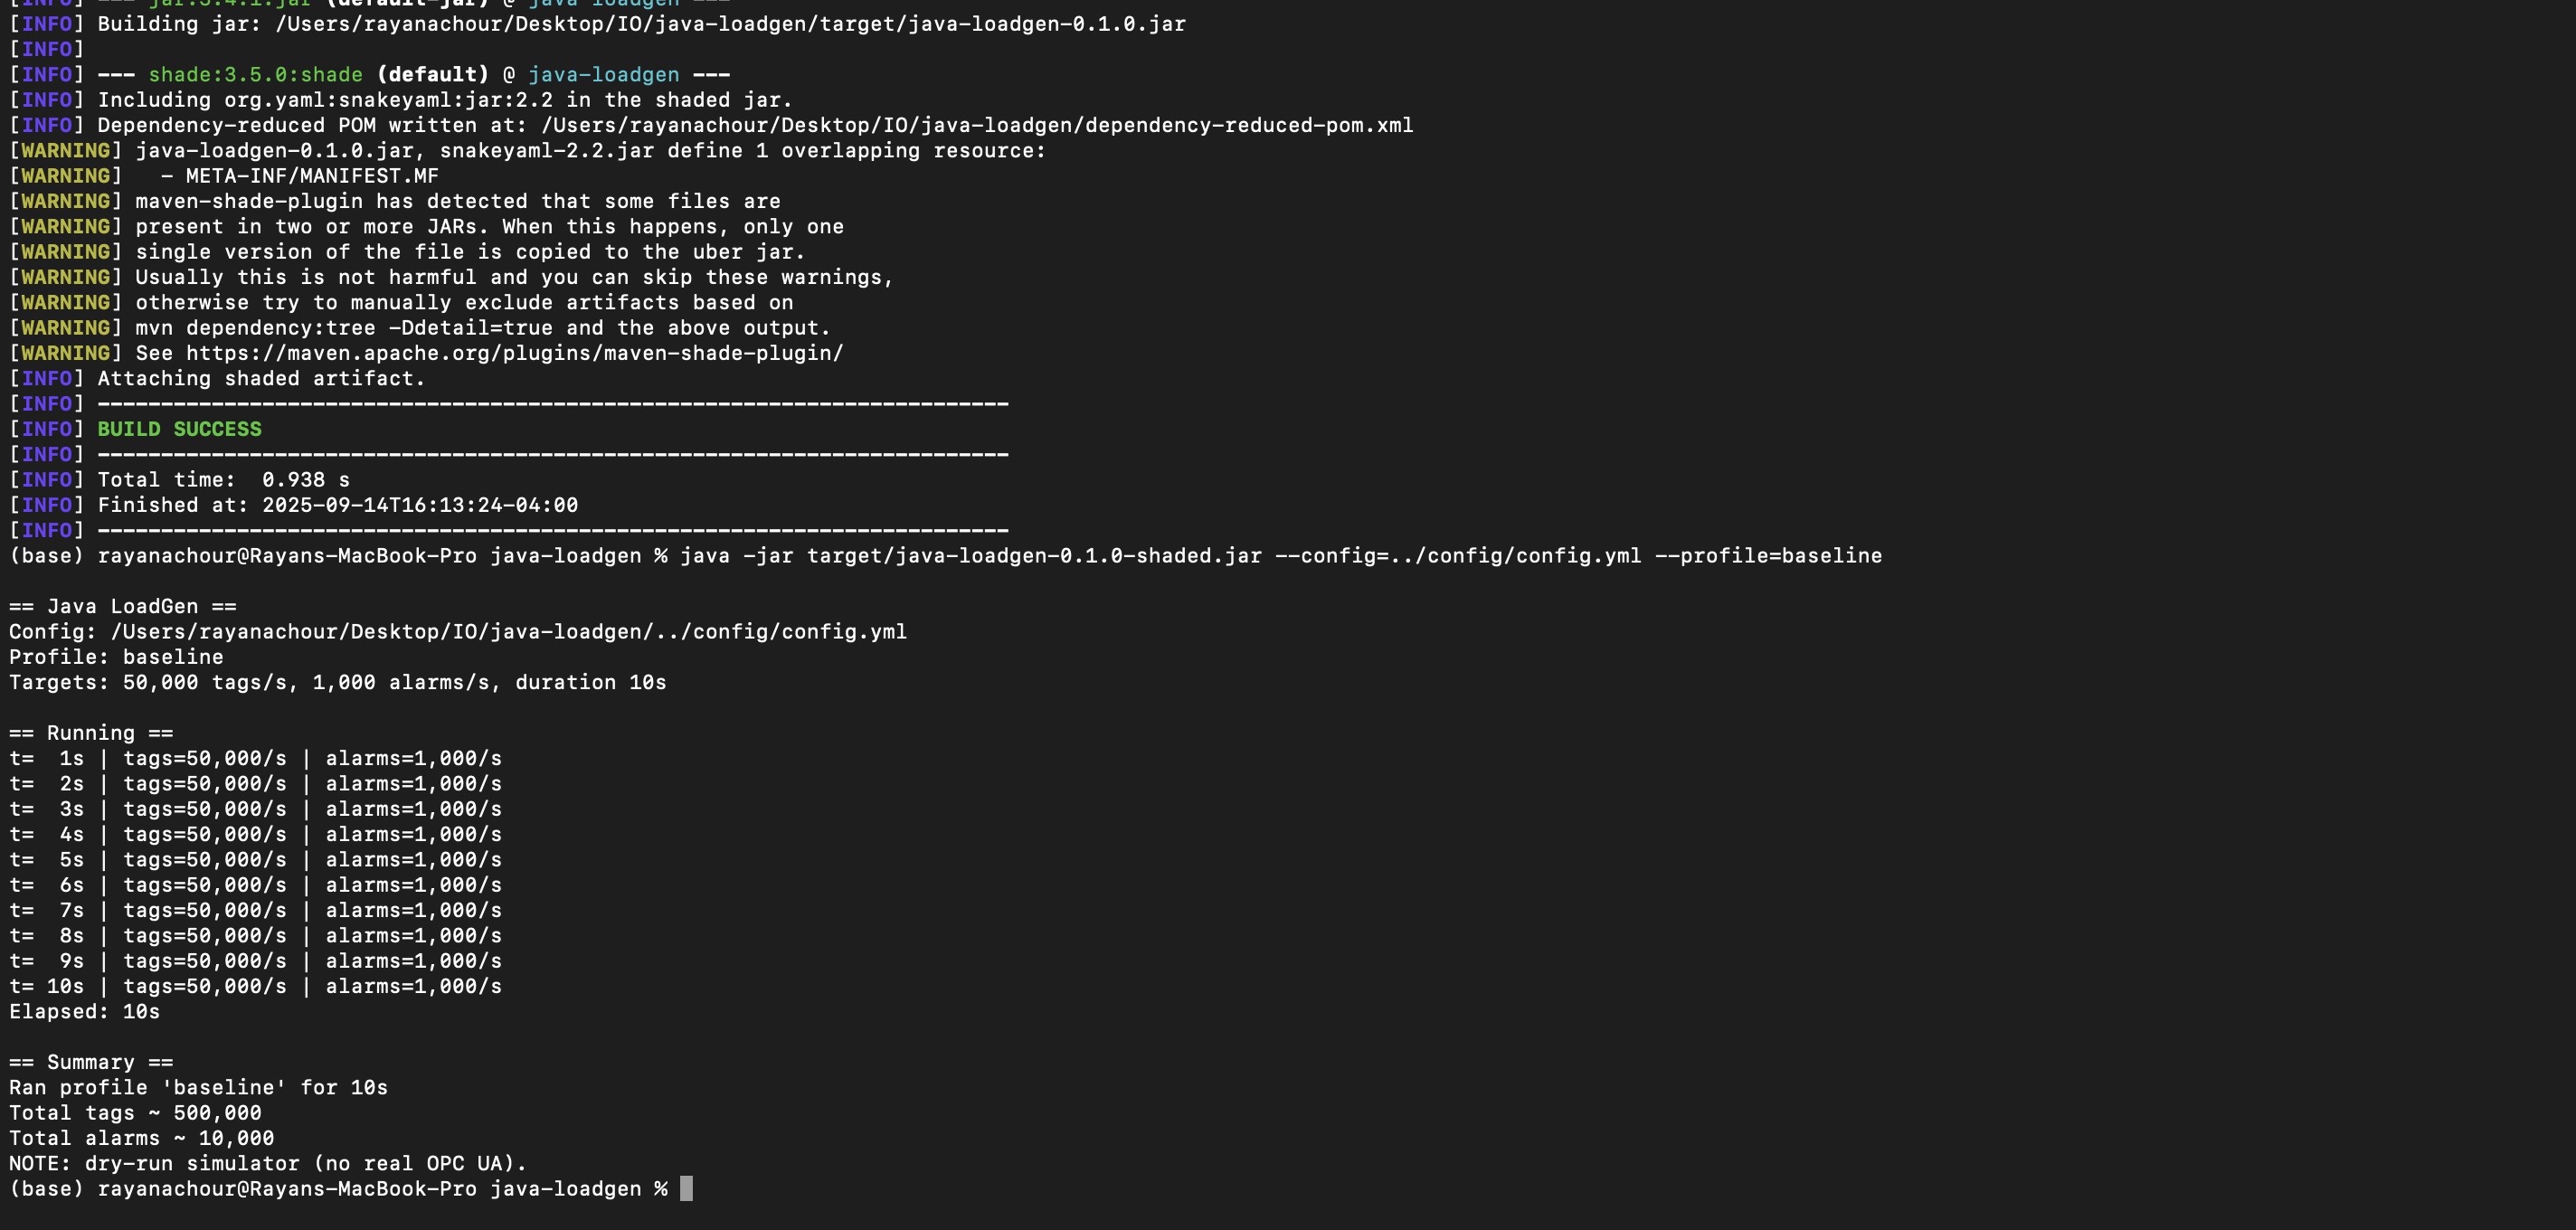 [INFO] --- jar:3.4.1:jar (default-jar) @ java-loadgen ---
[INFO] Building jar: /Users/rayanachour/Desktop/IO/java-loadgen/target/java-loadgen-0.1.0.jar
[INFO]
[INFO] --- shade:3.5.0:shade (default) @ java-loadgen ---
[INFO] Including org.yaml:snakeyaml:jar:2.2 in the shaded jar.
[INFO] Dependency-reduced POM written at: /Users/rayanachour/Desktop/IO/java-loadgen/dependency-reduced-pom.xml
[WARNING] java-loadgen-0.1.0.jar, snakeyaml-2.2.jar define 1 overlapping resource:
[WARNING]   - META-INF/MANIFEST.MF
[WARNING] maven-shade-plugin has detected that some files are
[WARNING] present in two or more JARs. When this happens, only one
[WARNING] single version of the file is copied to the uber jar.
[WARNING] Usually this is not harmful and you can skip these warnings,
[WARNING] otherwise try to manually exclude artifacts based on
[WARNING] mvn dependency:tree -Ddetail=true and the above output.
[WARNING] See https://maven.apache.org/plugins/maven-shade-plugin/
[INFO] Attaching shaded artifact.
[INFO] ------------------------------------------------------------------------
[INFO] BUILD SUCCESS
[INFO] ------------------------------------------------------------------------
[INFO] Total time:  0.938 s
[INFO] Finished at: 2025-09-14T16:13:24-04:00
[INFO] ------------------------------------------------------------------------
(base) rayanachour@Rayans-MacBook-Pro java-loadgen % java -jar target/java-loadgen-0.1.0-shaded.jar --config=../config/config.yml --profile=baseline
== Java LoadGen ==
Config: /Users/rayanachour/Desktop/IO/java-loadgen/../config/config.yml
Profile: baseline
Targets: 50,000 tags/s, 1,000 alarms/s, duration 10s
== Running ==
t=  1s | tags=50,000/s | alarms=1,000/s
t=  2s | tags=50,000/s | alarms=1,000/s
t=  3s | tags=50,000/s | alarms=1,000/s
t=  4s | tags=50,000/s | alarms=1,000/s
t=  5s | tags=50,000/s | alarms=1,000/s
t=  6s | tags=50,000/s | alarms=1,000/s
t=  7s | tags=50,000/s | alarms=1,000/s
t=  8s | tags=50,000/s | alarms=1,000/s
t=  9s | tags=50,000/s | alarms=1,000/s
t= 10s | tags=50,000/s | alarms=1,000/s
Elapsed: 10s
== Summary ==
Ran profile 'baseline' for 10s
Total tags ~ 500,000
Total alarms ~ 10,000
NOTE: dry-run simulator (no real OPC UA).
(base) rayanachour@Rayans-MacBook-Pro java-loadgen %